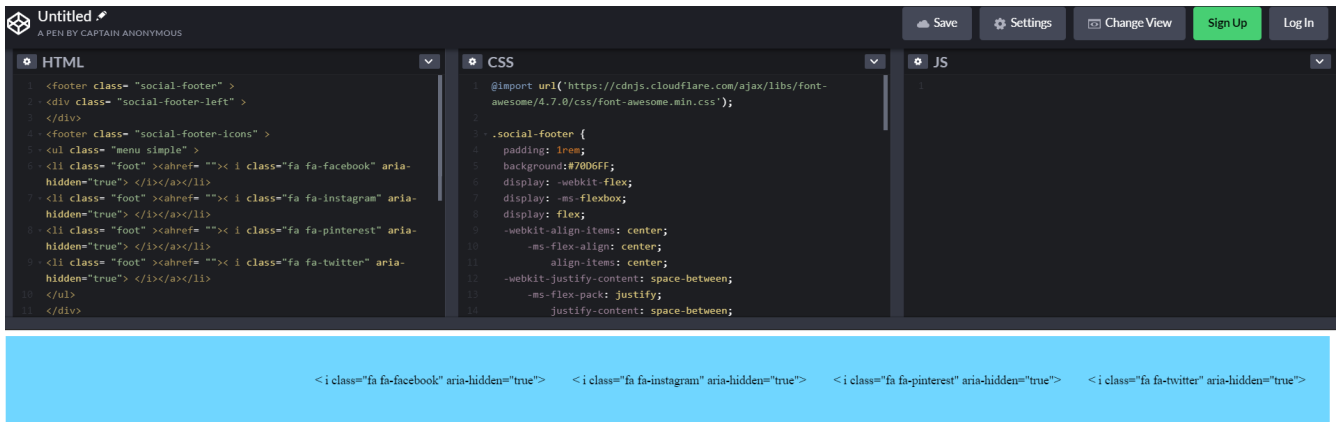 Untitled
A PEN BY CAPTAIN ANONYMOUS
Save
Settings
Change View
Sign Up
Log In
HTML
1 <footer class= "social-footer" >
2 <div class= "social-footer-left" >
3 </div>
4 <footer class= "social-footer-icons" >
5 <ul class= "menu simple" >
6 <li class= "foot" ><ahref= "">< i class="fa fa-facebook" aria-
hidden="true"> </i></a></li>
7 <li class= "foot" ><ahref= "">< i class="fa fa-instagram" aria-
hidden="true"> </i></a></li>
8 <li class= "foot" ><ahref= "">< i class="fa fa-pinterest" aria-
hidden="true"> </i></a></li>
9 <li class= "foot" ><ahref= "">< i class="fa fa-twitter" aria-
hidden="true"> </i></a></li>
10 </ul>
11 </div>
CSS
1 @import url('https://cdnjs.cloudflare.com/ajax/libs/font-
awesome/4.7.0/css/font-awesome.min.css');
2
3 .social-footer {
4 padding: 1rem;
5 background:#70D6FF;
6 display: -webkit-flex;
7 display: -ms-flexbox;
8 display: flex;
9 -webkit-align-items: center;
10 -ms-flex-align: center;
11 align-items: center;
12 -webkit-justify-content: space-between;
13 -ms-flex-pack: justify;
14 justify-content: space-between;
JS
1
< i class="fa fa-facebook" aria-hidden="true"> < i class="fa fa-instagram" aria-hidden="true"> < i class="fa fa-pinterest" aria-hidden="true"> < i class="fa fa-twitter" aria-hidden="true">